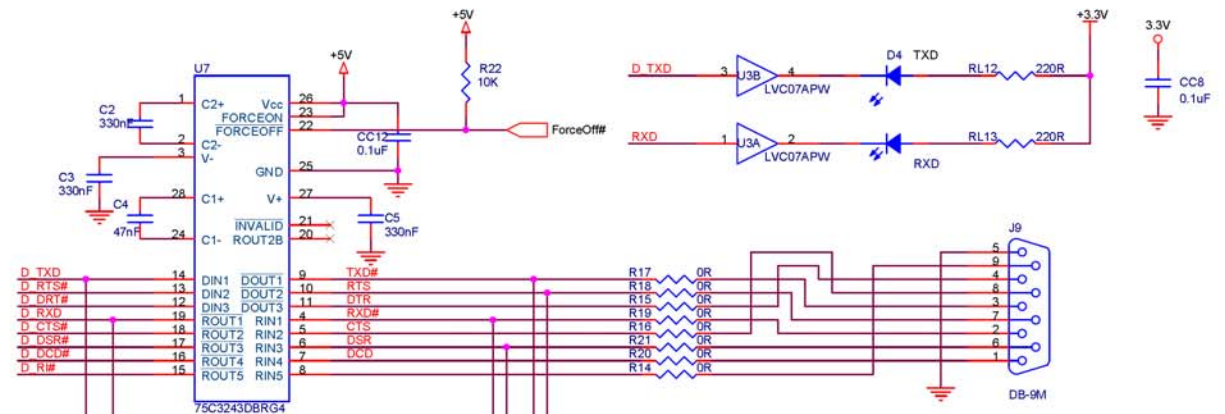 +5V
+3.3V
3.3V
+5V
U7
R22
10K
D_TXD
3
U3B
4
LVC07APW
D4
TXD
RL12
220R
CC8
0.1uF
C2
330nF
1
C2+
2
C2-
3
V-
Vcc
26
FORCEON
23
FORCEOFF
22
CC12
0.1uF
ForceOff#
RXD
1
U3A
2
LVC07APW
RXD
RL13
220R
GND
25
C3
330nF
C4
47nF
28
C1+
24
C1-
V+
27
C5
330nF
INVALID
21
ROUT2B
20
J9
D_TXD 14 DIN1 DOUT1 9 TXD# R17 0R
D_RTS# 13 DIN2 DOUT2 10 RTS R18 0R
D_DRT# 12 DIN3 DOUT3 11 DTR R15 0R
D_RXD 19 ROUT1 RIN1 4 RXD# R19 0R
D_CTS# 18 ROUT2 RIN2 5 CTS R16 0R
D_DSR# 17 ROUT3 RIN3 6 DSR R21 0R
D_DCD# 16 ROUT4 RIN4 7 DCD R20 0R
D_RI# 15 ROUT5 RIN5 8 R14 0R
75C3243DBRG4
5
9
4
8
3
7
2
6
1
DB-9M